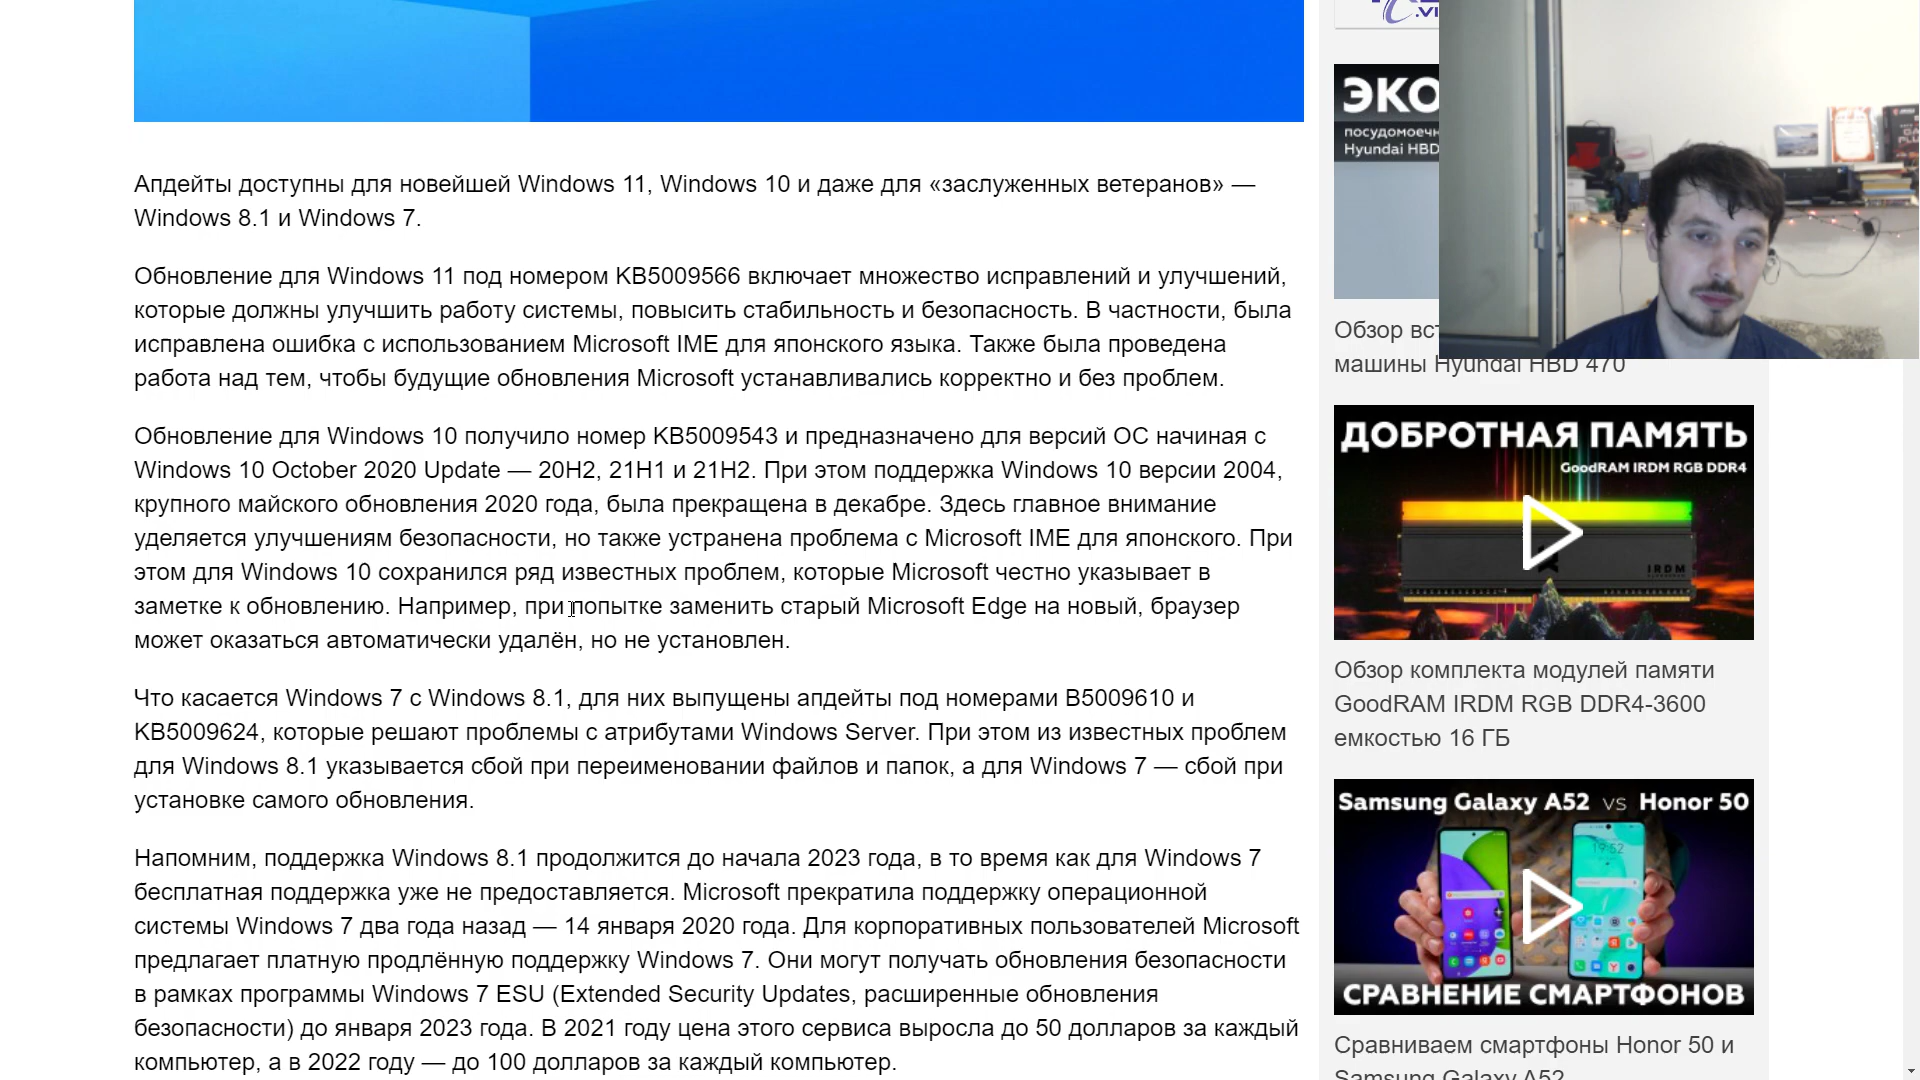 Апдейты доступны для новейшей Windows 11, Windows 10 и даже для «заслуженных ветеранов» —
Windows 8.1 и Windows 7.
Обновление для Windows 11 под номером KB5009566 включает множество исправлений и улучшений,
которые должны улучшить работу системы, повысить стабильность и безопасность. В частности, была
исправлена ошибка с использованием Microsoft IME для японского языка. Также была проведена
работа над тем, чтобы будущие обновления Microsoft устанавливались корректно и без проблем.
Обновление для Windows 10 получило номер KB5009543 и предназначено для версий ОС начиная с
Windows 10 October 2020 Update — 20H2, 21H1 и 21H2. При этом поддержка Windows 10 версии 2004,
крупного майского обновления 2020 года, была прекращена в декабре. Здесь главное внимание
уделяется улучшениям безопасности, но также устранена проблема с Microsoft IME для японского. При
этом для Windows 10 сохранился ряд известных проблем, которые Microsoft честно указывает в
заметке к обновлению. Например, при попытке заменить старый Microsoft Edge на новый, браузер
может оказаться автоматически удалён, но не установлен.
Что касается Windows 7 с Windows 8.1, для них выпущены апдейты под номерами B5009610 и
KB5009624, которые решают проблемы с атрибутами Windows Server. При этом из известных проблем
для Windows 8.1 указывается сбой при переименовании файлов и папок, а для Windows 7 — сбой при
установке самого обновления.
Напомним, поддержка Windows 8.1 продолжится до начала 2023 года, в то время как для Windows 7
бесплатная поддержка уже не предоставляется. Microsoft прекратила поддержку операционной
системы Windows 7 два года назад — 14 января 2020 года. Для корпоративных пользователей Microsoft
предлагает платную продлённую поддержку Windows 7. Они могут получать обновления безопасности
в рамках программы Windows 7 ESU (Extended Security Updates, расширенные обновления
безопасности) до января 2023 года. В 2021 году цена этого сервиса выросла до 50 долларов за каждый
компьютер, а в 2022 году — до 100 долларов за каждый компьютер.
.VI
ЭКО
посудомоечн
Hyundai HBD
Обзор вст
машины Hyundai HBD 470
ДОБРОТНАЯ ПАМЯТЬ
GoodRAM IRDM RGB DDR4
IRDM
Обзор комплекта модулей памяти
GoodRAM IRDM RGB DDR4-3600
емкостью 16 ГБ
Samsung Galaxy A52 vs Honor 50
19:52
СРАВНЕНИЕ СМАРТФОНОВ
Сравниваем смартфоны Honor 50 и
Samsung Galaxy A52